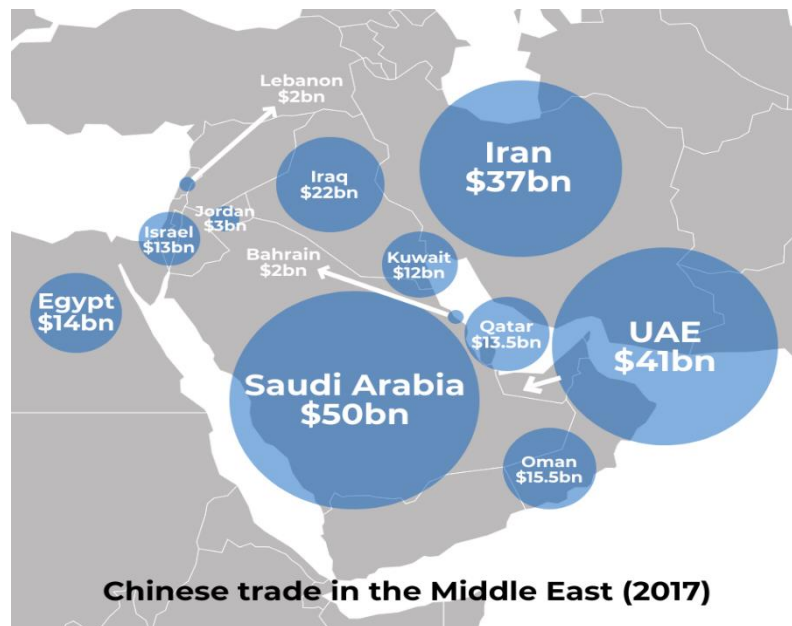 Lebanon
$2bn
Iran
$37bn
Iraq
$22bn
Jordan
$3bn
Israel
$13bn
Bahrain
$2bn
Kuwait
$12bn
Egypt
$14bn
Qatar
$13.5bn
UAE
$41bn
Saudi Arabia
$50bn
Oman
$15.5bn
Chinese trade in the Middle East (2017)